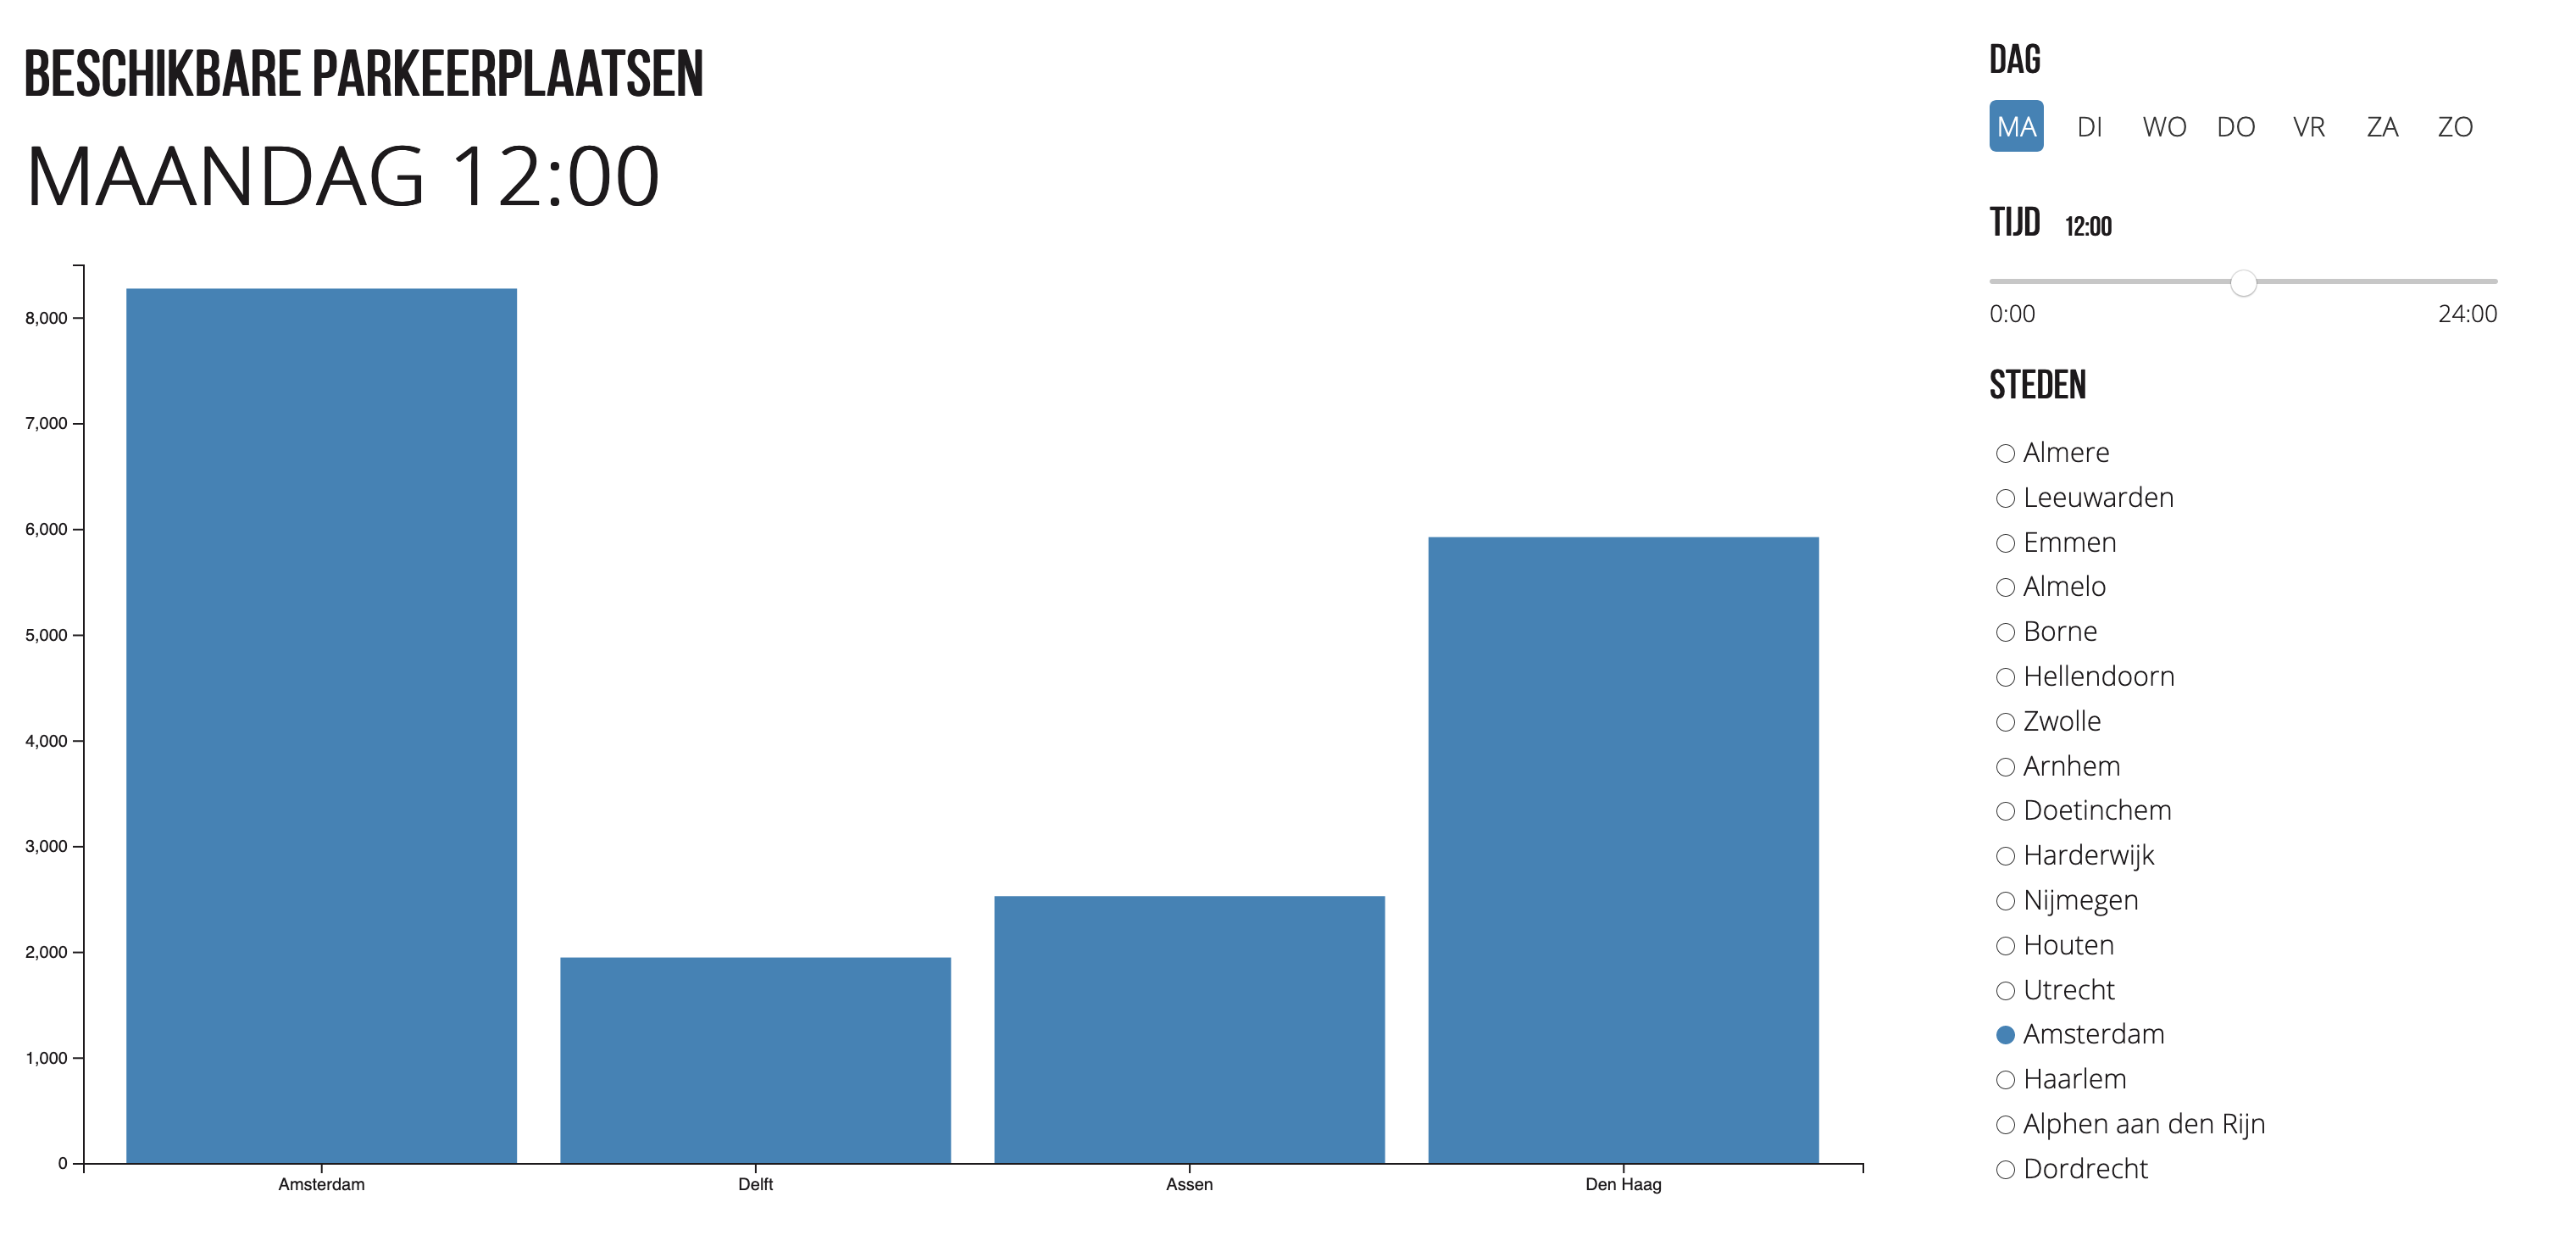 BESCHIKBARE PARKEERPLAATSEN
MAANDAG 12:00
8,000
7,000
6,000
5,000
4,000
3,000
2,000
1,000
0
Amsterdam Delft Assen Den Haag
DAG
MA DI WO DO VR ZA ZO
TIJD 12:00
0:00 24:00
STEDEN
Almere
Leeuwarden
Emmen
Almelo
Borne
Hellendoorn
Zwolle
Arnhem
Doetinchem
Harderwijk
Nijmegen
Houten
Utrecht
Amsterdam
Haarlem
Alphen aan den Rijn
Dordrecht